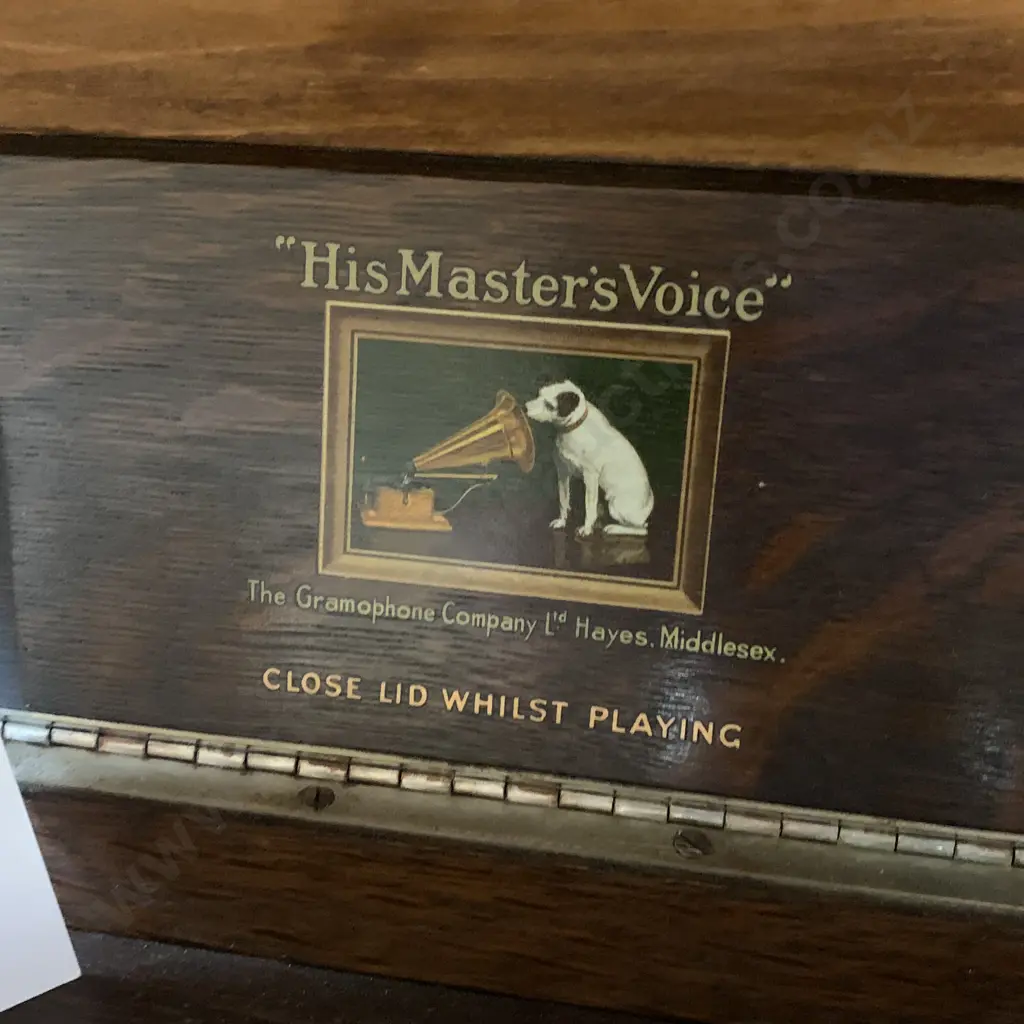 "His Master's Voice"
The Gramophone Company Ltd Hayes. Middlesex.
CLOSE LID WHILST PLAYING